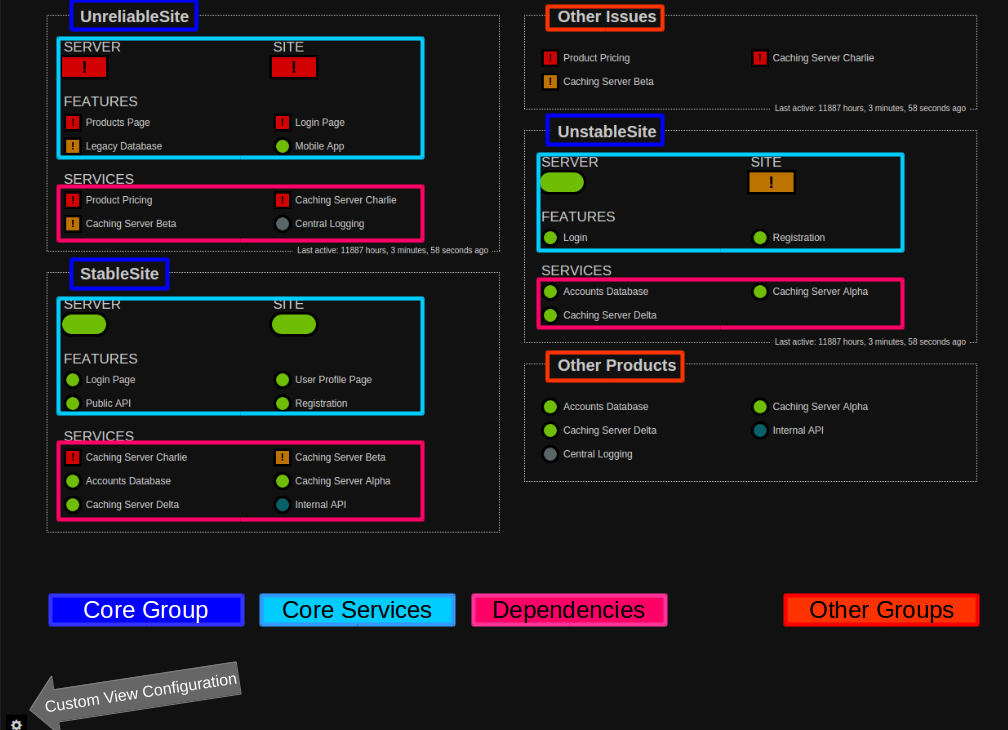 UnreliableSite
SERVER SITE
! !
FEATURES
! Products Page ! Login Page
! Legacy Database Mobile App
SERVICES
! Product Pricing ! Caching Server Charlie
! Caching Server Beta Central Logging
Last active: 11887 hours, 3 minutes, 58 seconds ago
StableSite
SERVER SITE
FEATURES
Login Page User Profile Page
Public API Registration
SERVICES
! Caching Server Charlie ! Caching Server Beta
Accounts Database Caching Server Alpha
Caching Server Delta Internal API
Other Issues
! Product Pricing ! Caching Server Charlie
! Caching Server Beta
Last active: 11887 hours, 3 minutes, 58 seconds ago
UnstableSite
SERVER SITE
!
FEATURES
Login Registration
SERVICES
Accounts Database Caching Server Alpha
Caching Server Delta
Last active: 11887 hours, 3 minutes, 58 seconds ago
Other Products
Accounts Database Caching Server Alpha
Caching Server Delta Internal API
Central Logging
Core Group Core Services Dependencies Other Groups
Custom View Configuration